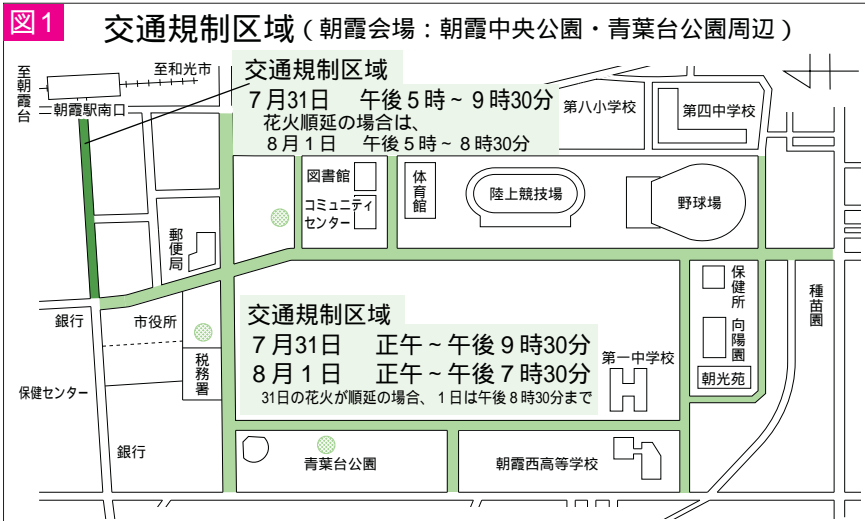 図1
交通規制区域（朝霞会場：朝霞中央公園・青葉台公園周辺）
至朝霞台
至和光市
朝霞駅南口
交通規制区域
7月31日　午後5時～9時30分
花火順延の場合は、
8月1日　午後5時～8時30分
第八小学校
第四中学校
図書館
コミュニティ
センター
体育館
陸上競技場
野球場
郵便局
銀行
市役所
税務署
保健センター
銀行
交通規制区域
7月31日　正午～午後9時30分
8月1日　正午～午後7時30分
31日の花火が順延の場合、1日は午後8時30分まで
第一中学校
保健所
向陽園
朝光苑
種苗園
青葉台公園
朝霞西高等学校